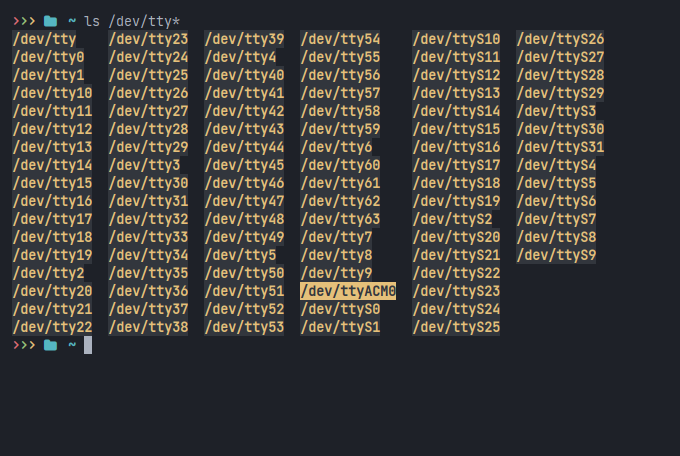 >>> ~ ls /dev/tty*
/dev/tty /dev/tty23 /dev/tty39 /dev/tty54 /dev/ttyS10 /dev/ttyS26
/dev/tty0 /dev/tty24 /dev/tty4 /dev/tty55 /dev/ttyS11 /dev/ttyS27
/dev/tty1 /dev/tty25 /dev/tty40 /dev/tty56 /dev/ttyS12 /dev/ttyS28
/dev/tty10 /dev/tty26 /dev/tty41 /dev/tty57 /dev/ttyS13 /dev/ttyS29
/dev/tty11 /dev/tty27 /dev/tty42 /dev/tty58 /dev/ttyS14 /dev/ttyS3
/dev/tty12 /dev/tty28 /dev/tty43 /dev/tty59 /dev/ttyS15 /dev/ttyS30
/dev/tty13 /dev/tty29 /dev/tty44 /dev/tty6 /dev/ttyS16 /dev/ttyS31
/dev/tty14 /dev/tty3 /dev/tty45 /dev/tty60 /dev/ttyS17 /dev/ttyS4
/dev/tty15 /dev/tty30 /dev/tty46 /dev/tty61 /dev/ttyS18 /dev/ttyS5
/dev/tty16 /dev/tty31 /dev/tty47 /dev/tty62 /dev/ttyS19 /dev/ttyS6
/dev/tty17 /dev/tty32 /dev/tty48 /dev/tty63 /dev/ttyS2 /dev/ttyS7
/dev/tty18 /dev/tty33 /dev/tty49 /dev/tty7 /dev/ttyS20 /dev/ttyS8
/dev/tty19 /dev/tty34 /dev/tty5 /dev/tty8 /dev/ttyS21 /dev/ttyS9
/dev/tty2 /dev/tty35 /dev/tty50 /dev/tty9 /dev/ttyS22
/dev/tty20 /dev/tty36 /dev/tty51 /dev/ttyACM0 /dev/ttyS23
/dev/tty21 /dev/tty37 /dev/tty52 /dev/ttyS0 /dev/ttyS24
/dev/tty22 /dev/tty38 /dev/tty53 /dev/ttyS1 /dev/ttyS25
>>> ~